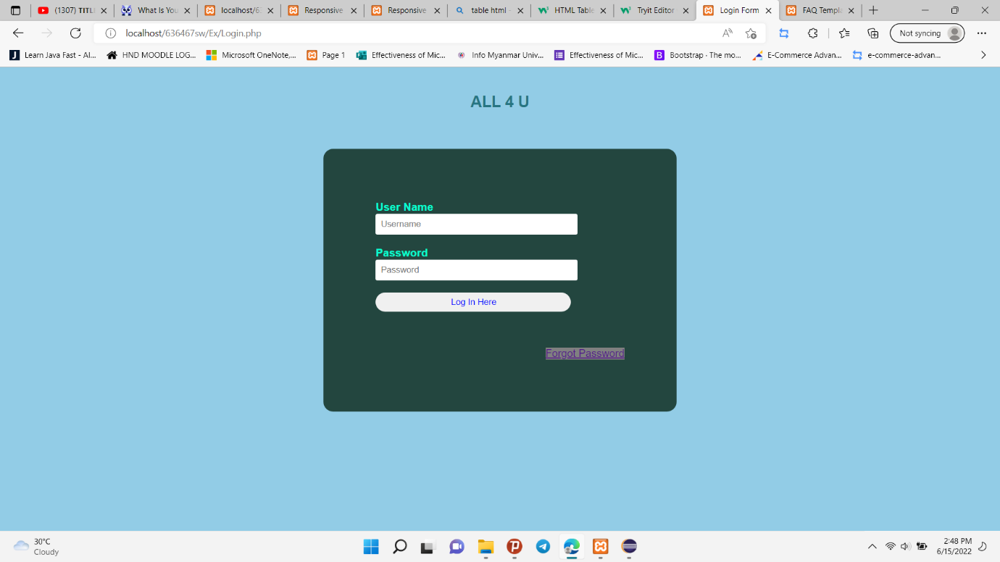 (1307) TITL
What Is You
localhost/63
Responsive
Responsive
table html -
HTML Table
Tryit Editor
Login Form
FAQ Templa
localhost/636467sw/Ex/Login.php
Not syncing
Learn Java Fast - Al...
HND MOODLE LOG...
Microsoft OneNote,...
Page 1
Effectiveness of Mic...
Info Myanmar Univ...
Effectiveness of Mic...
Bootstrap · The mo...
E-Commerce Advan...
e-commerce-advan...
ALL 4 U
User Name
Username
Password
Password
Log In Here
Forgot Password
30°C
Cloudy
2:48 PM
6/15/2022